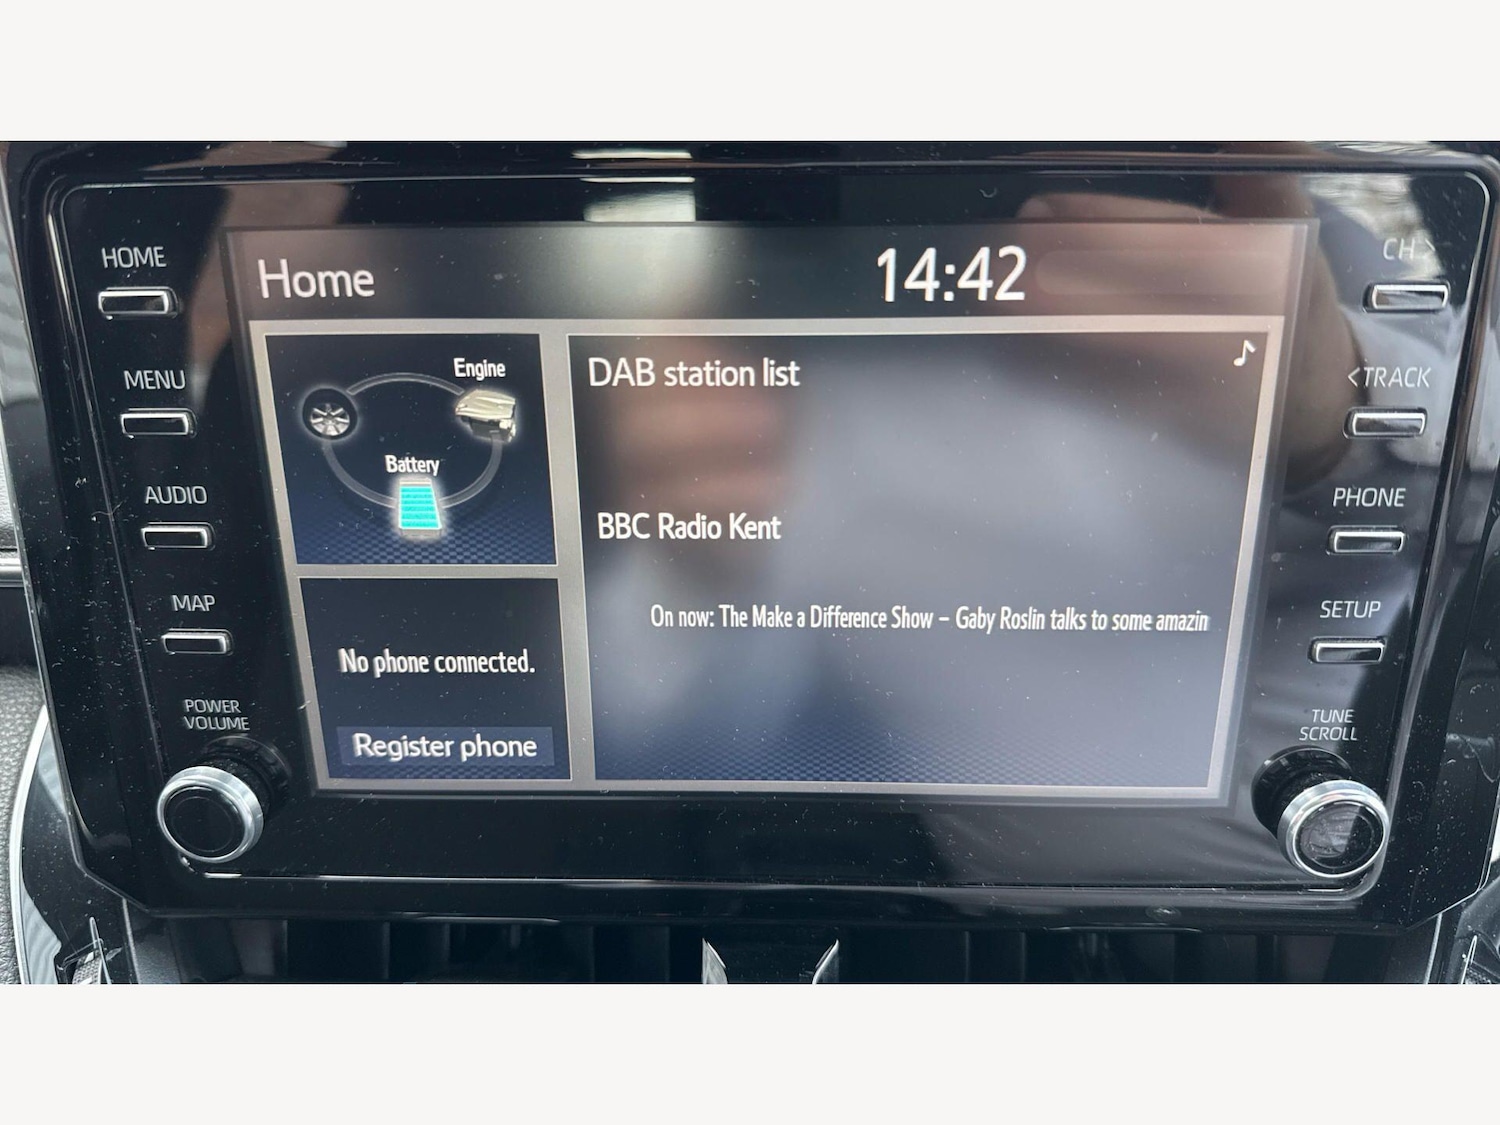 HOME
MENU
AUDIO
MAP
POWER
VOLUME
Home
14:42
Engine
Battery
No phone connected.
Register phone
DAB station list
BBC Radio Kent
On now: The Make a Difference Show – Gaby Roslin talks to some amazin
CH >
< TRACK
PHONE
SETUP
TUNE
SCROLL